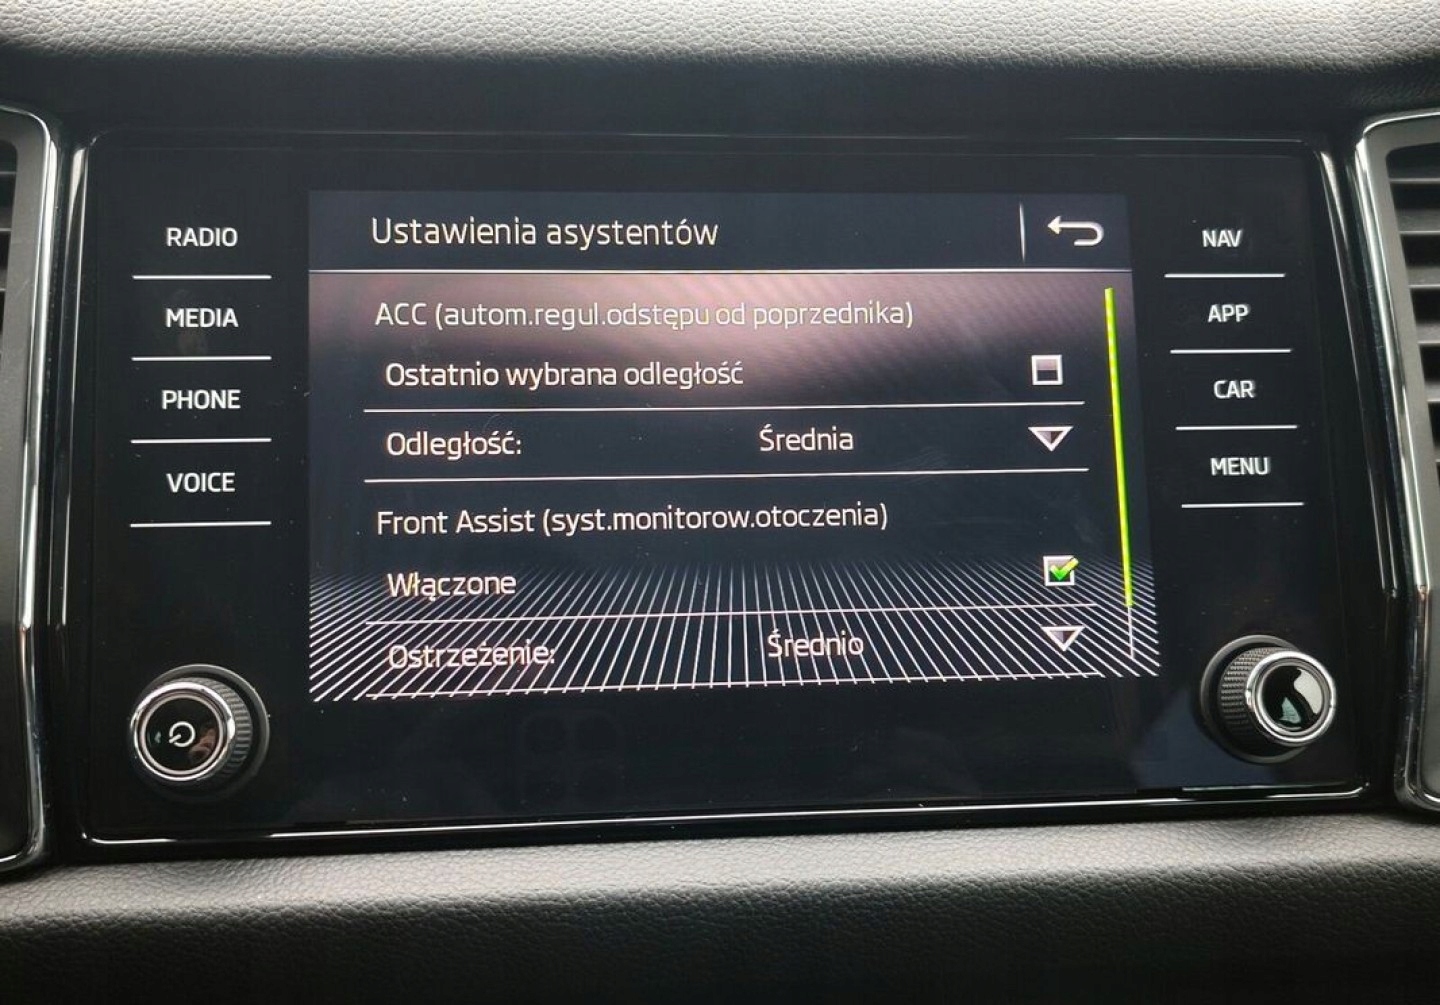 Ustawienia asystentów
RADIO
MEDIA
PHONE
VOICE
ACC (autom.regul.odstępu od poprzednika)
Ostatnio wybrana odległość
Odległość: Średnia
Front Assist (syst.monitorow.otoczenia)
Włączone
Ostrzeżenie: Średnio
NAV
APP
CAR
MENU